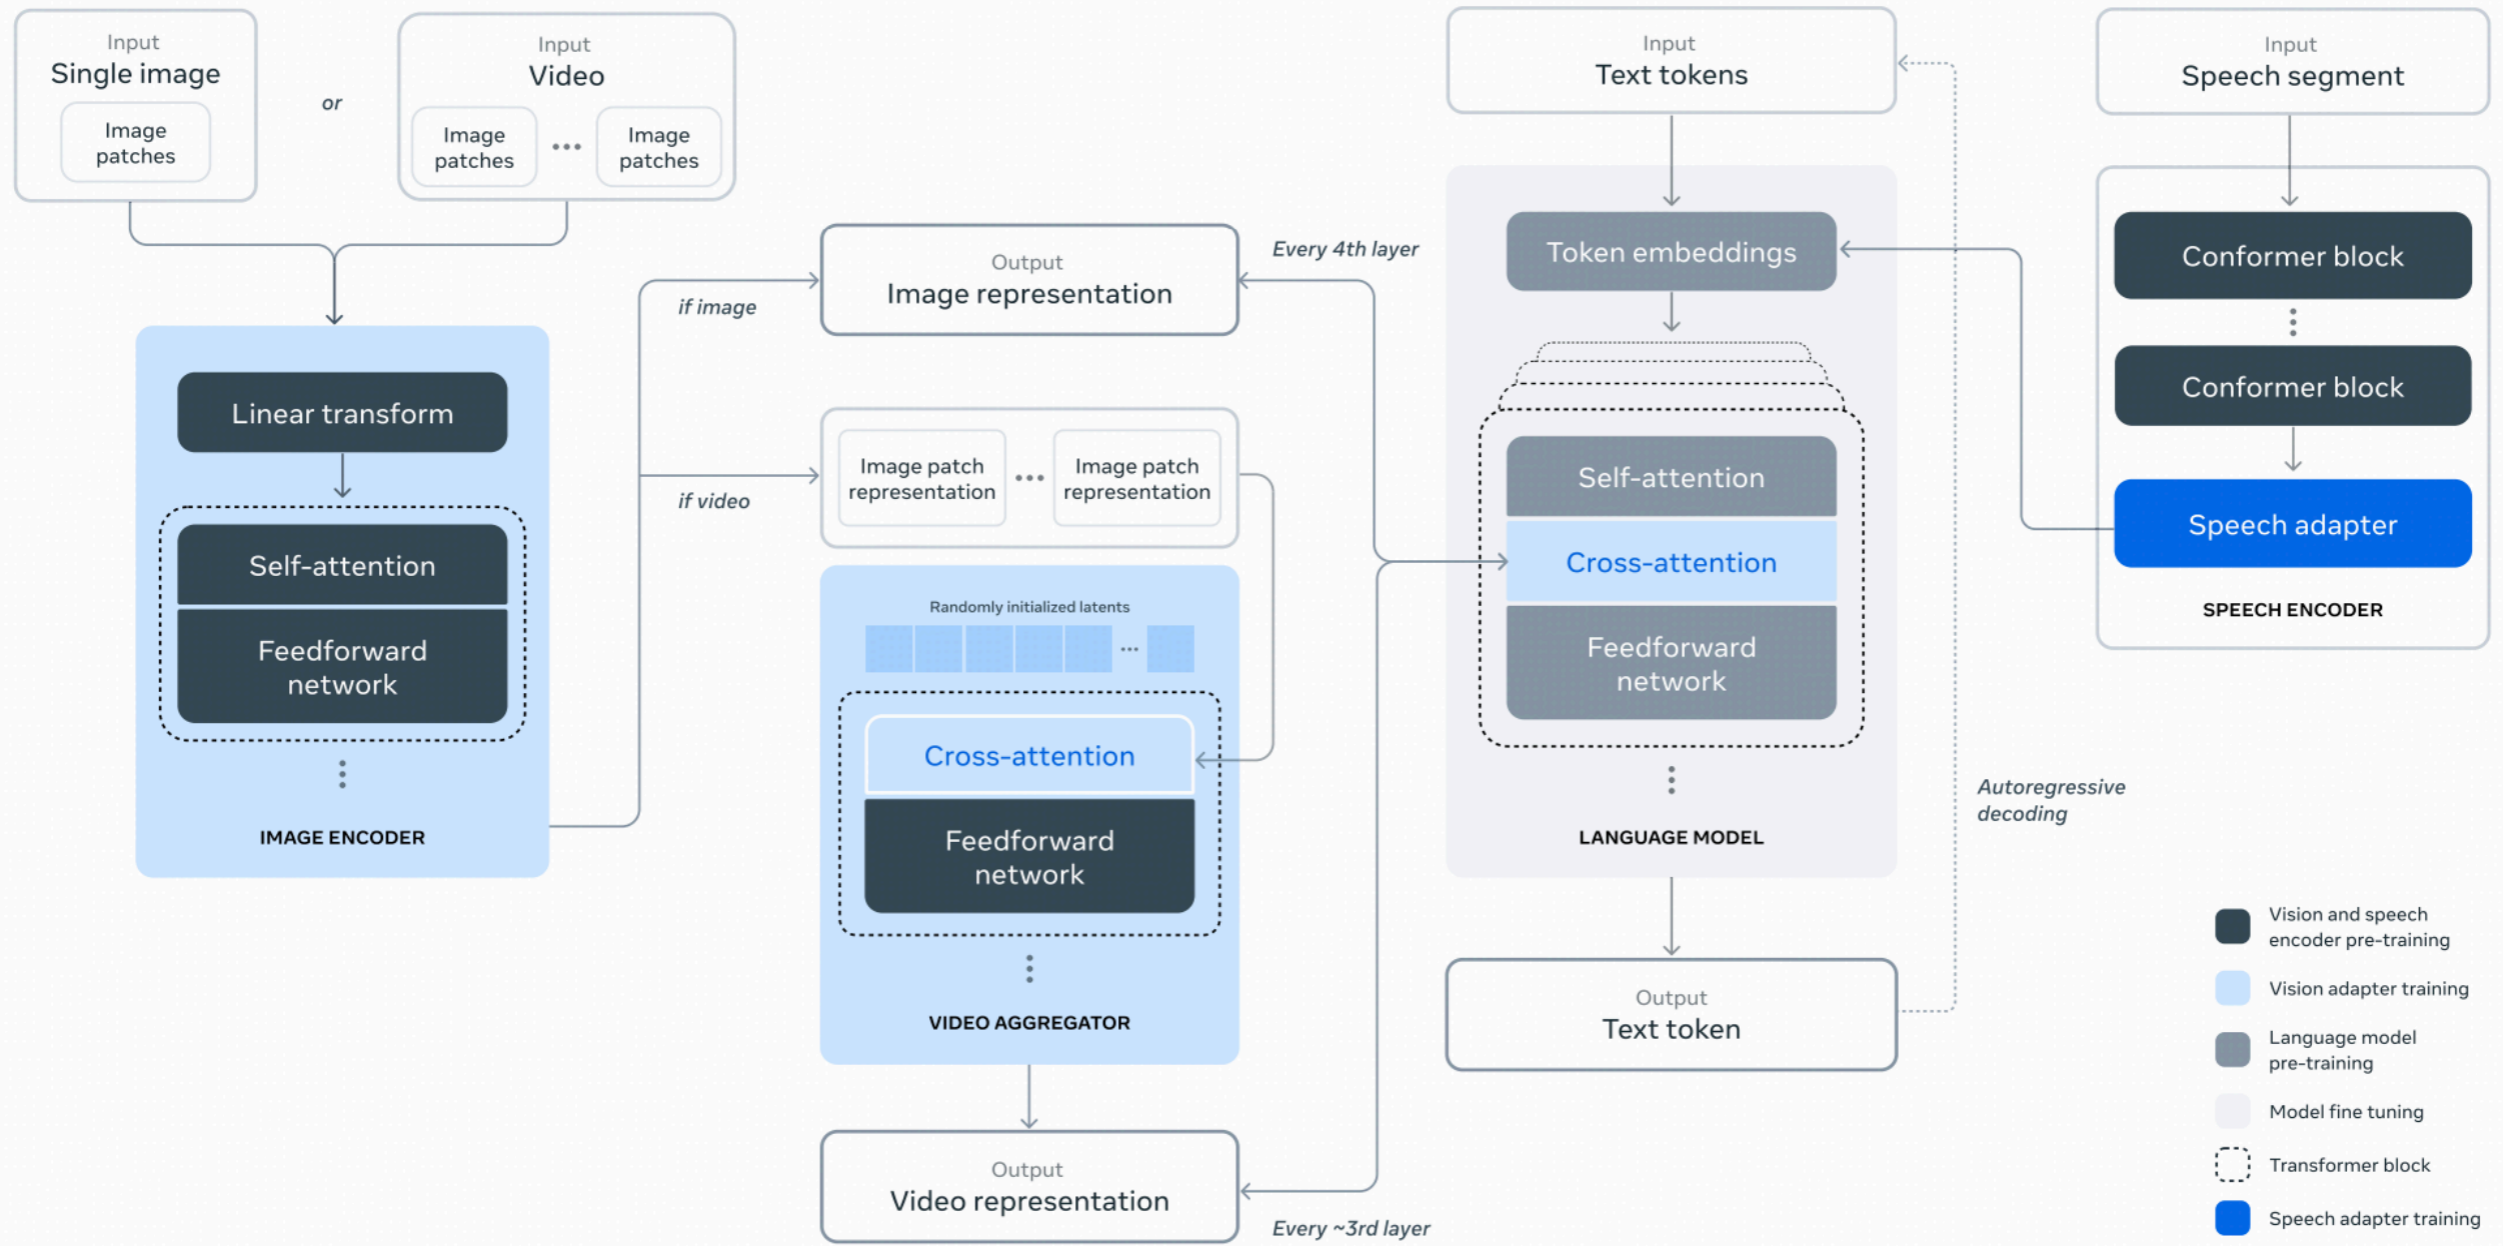 Input
Single image
Image
patches
or
Input
Video
Image
patches
...
Image
patches
Linear transform
Self-attention
Feedforward
network
IMAGE ENCODER
if image
if video
Output
Image representation
Image patch
representation
...
Image patch
representation
Randomly initialized latents
...
Cross-attention
Feedforward
network
VIDEO AGGREGATOR
Output
Video representation
Every 4th layer
Every ~3rd layer
Input
Text tokens
Token embeddings
Self-attention
Cross-attention
Feedforward
network
LANGUAGE MODEL
Output
Text token
Autoregressive
decoding
Input
Speech segment
Conformer block
Conformer block
Speech adapter
SPEECH ENCODER
Vision and speech
encoder pre-training
Vision adapter training
Language model
pre-training
Model fine tuning
Transformer block
Speech adapter training